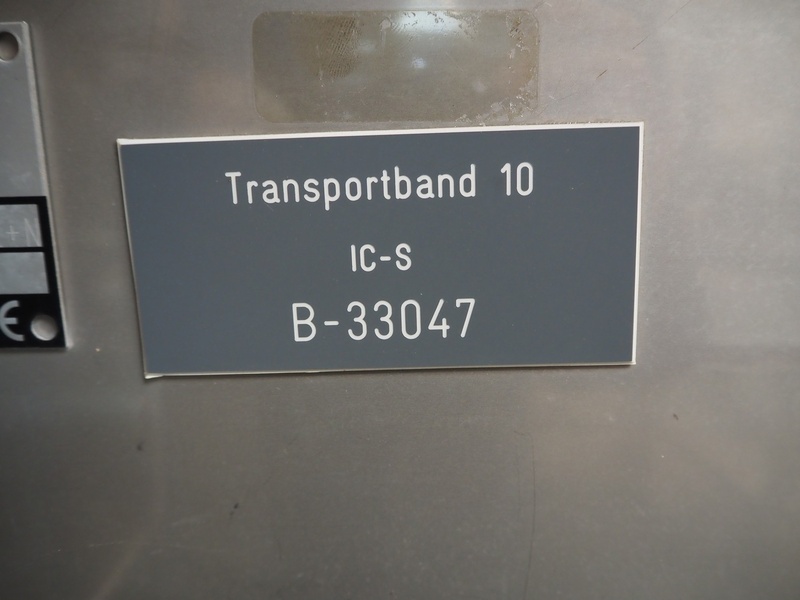 Transportband 10
IC-S
B-33047
+N